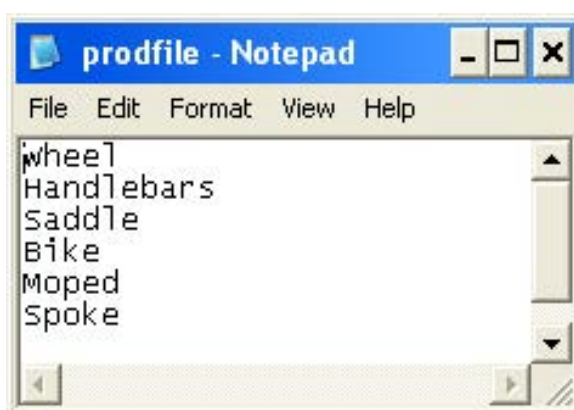 prodfile - Notepad
File Edit Format View Help
Wheel
Handlebars
Saddle
Bike
Moped
Spoke